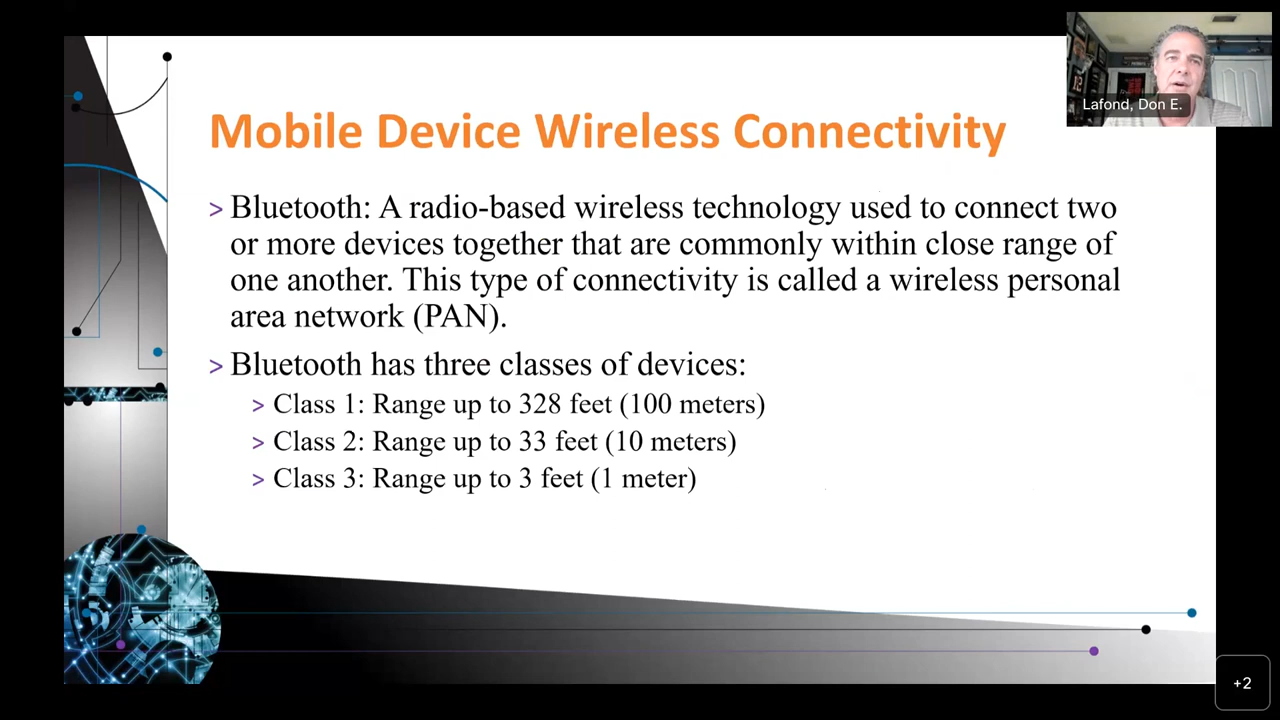 Lafond, Don E.
Mobile Device Wireless Connectivity
> Bluetooth: A radio-based wireless technology used to connect two
or more devices together that are commonly within close range of
one another. This type of connectivity is called a wireless personal
area network (PAN).
> Bluetooth has three classes of devices:
> Class 1: Range up to 328 feet (100 meters)
> Class 2: Range up to 33 feet (10 meters)
> Class 3: Range up to 3 feet (1 meter)
+2